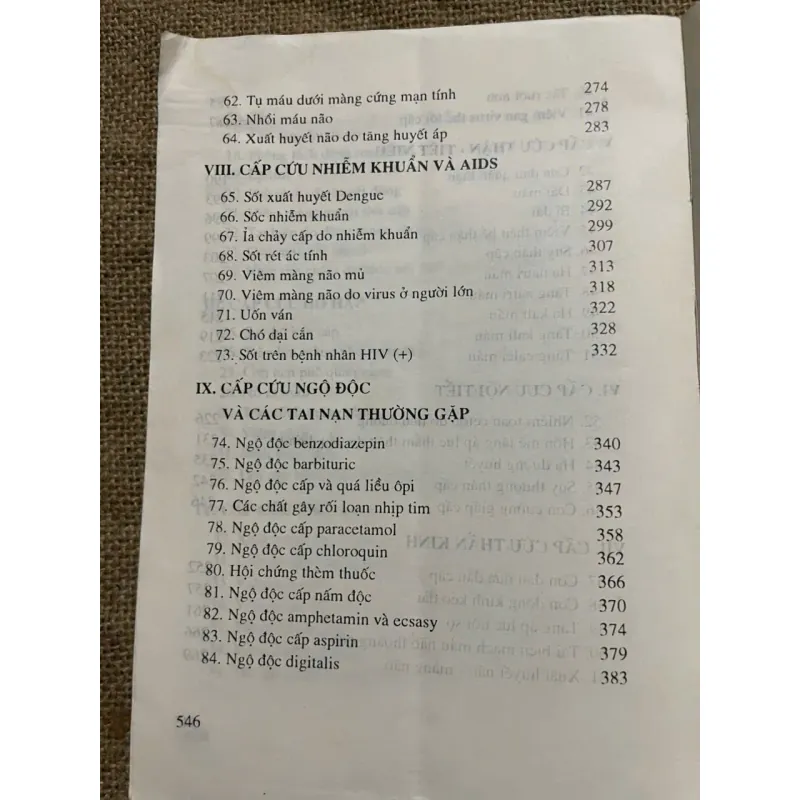 62. Tụ máu dưới màng cứng mạn tính 274
63. Nhồi máu não 278
64. Xuất huyết não do tăng huyết áp 283
VIII. CẤP CỨU NHIỄM KHUẨN VÀ AIDS
65. Sốt xuất huyết Dengue 287
66. Sốc nhiễm khuẩn 292
67. Ỉa chảy cấp do nhiễm khuẩn 299
68. Sốt rét ác tính 307
69. Viêm màng não mủ 313
70. Viêm màng não do virus ở người lớn 318
71. Uốn ván 322
72. Chó dại cắn 328
73. Sốt trên bệnh nhân HIV (+) 332
IX. CẤP CỨU NGỘ ĐỘC
VÀ CÁC TAI NẠN THƯỜNG GẶP
74. Ngộ độc benzodiazepin 340
75. Ngộ độc barbituric 343
76. Ngộ độc cấp và quá liều ôpi 347
77. Các chất gây rối loạn nhịp tim 353
78. Ngộ độc cấp paracetamol 358
79. Ngộ độc cấp chloroquin 362
80. Hội chứng thèm thuốc 366
81. Ngộ độc cấp nấm độc 370
82. Ngộ độc amphetamin và ecsasy 374
83. Ngộ độc cấp aspirin 379
84. Ngộ độc digitalis 383
546